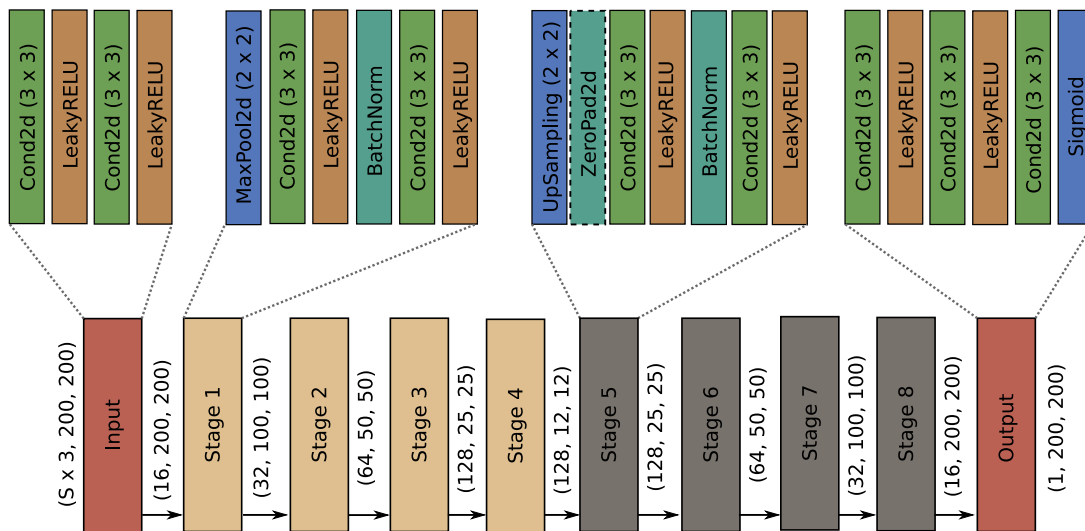 Cond2d (3 x 3)
LeakyRELU
Cond2d (3 x 3)
LeakyRELU
MaxPool2d (2 x 2)
Cond2d (3 x 3)
LeakyRELU
BatchNorm
Cond2d (3 x 3)
LeakyRELU
UpSampling (2 x 2)
ZeroPad2d
Cond2d (3 x 3)
LeakyRELU
BatchNorm
Cond2d (3 x 3)
LeakyRELU
Cond2d (3 x 3)
LeakyRELU
Cond2d (3 x 3)
LeakyRELU
Cond2d (3 x 3)
Sigmoid
(S x 3, 200, 200)
Input
(16, 200, 200)
Stage 1
(32, 100, 100)
Stage 2
(64, 50, 50)
Stage 3
(128, 25, 25)
Stage 4
(128, 12, 12)
Stage 5
(128, 25, 25)
Stage 6
(64, 50, 50)
Stage 7
(32, 100, 100)
Stage 8
(16, 200, 200)
Output
(1, 200, 200)